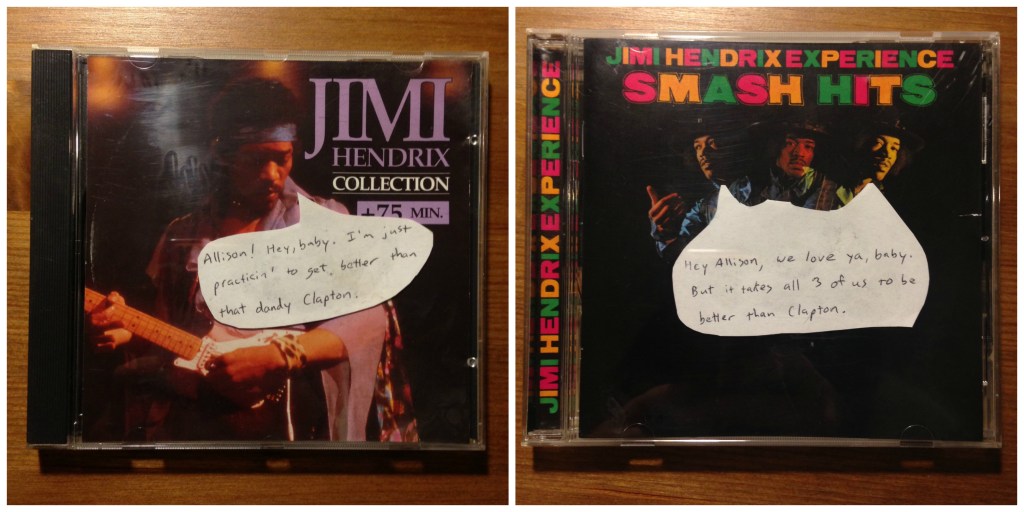 JIMI
HENDRIX
COLLECTION
+75 MIN.
Allison! Hey, baby. I'm just
practicin' to get better than
that dandy Clapton.
JIMI HENDRIX EXPERIENCE
JIMI HENDRIX EXPERIENCE
SMASH HITS
Hey Allison, we love ya, baby.
But it takes all 3 of us to be
better than Clapton.